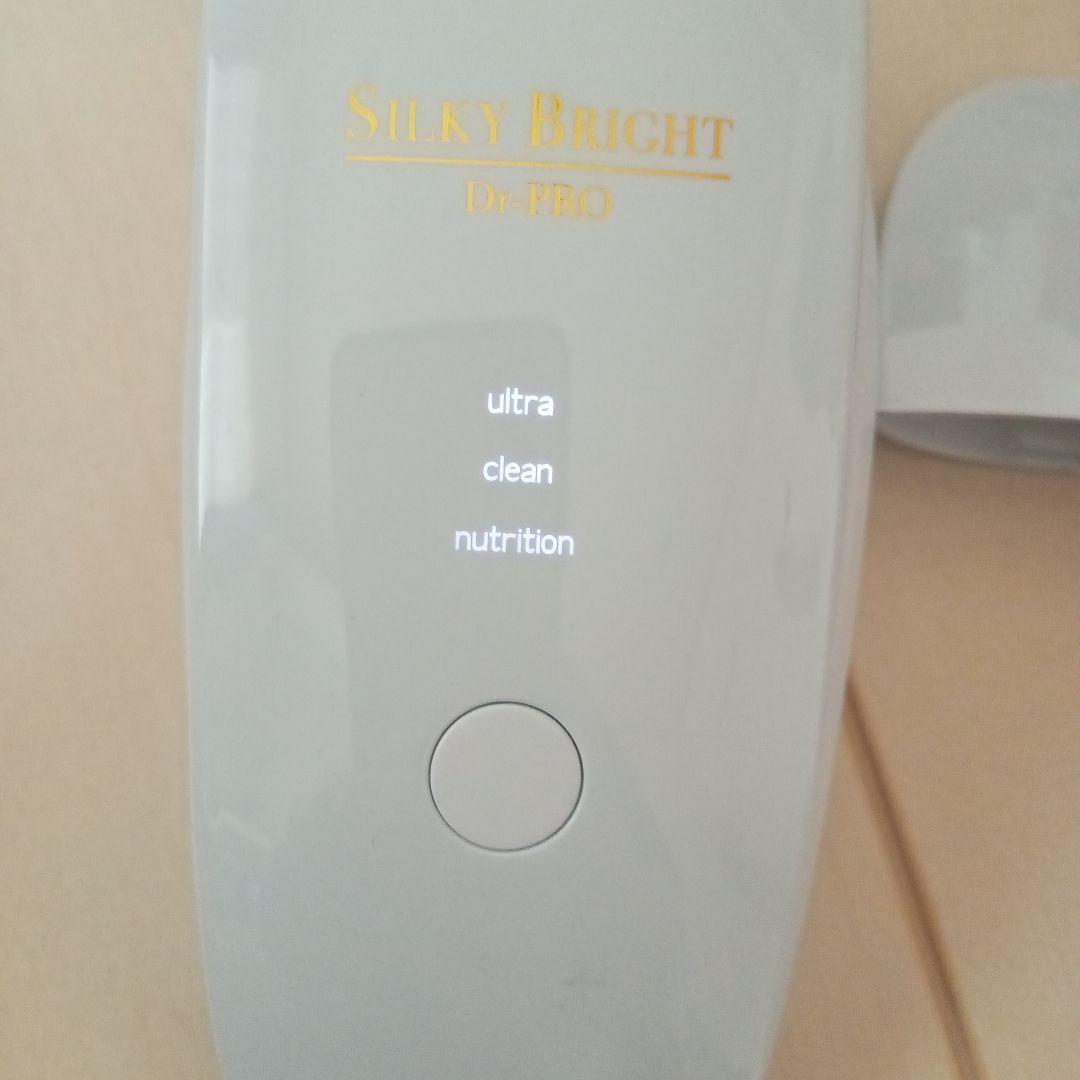 SILKY BRIGHT
Dr-PRO
ultra
clean
nutrition